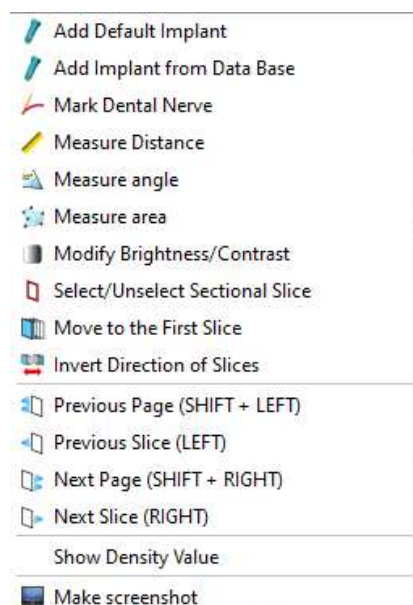 Add Default Implant
Add Implant from Data Base
Mark Dental Nerve
Measure Distance
Measure angle
Measure area
Modify Brightness/Contrast
Select/Unselect Sectional Slice
Move to the First Slice
Invert Direction of Slices
Previous Page (SHIFT + LEFT)
Previous Slice (LEFT)
Next Page (SHIFT + RIGHT)
Next Slice (RIGHT)
Show Density Value
Make screenshot